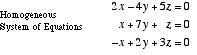 Homogeneous
System of Equations
2x – 4y + 5z = 0
x + 7y + z = 0
–x + 2y + 3z = 0